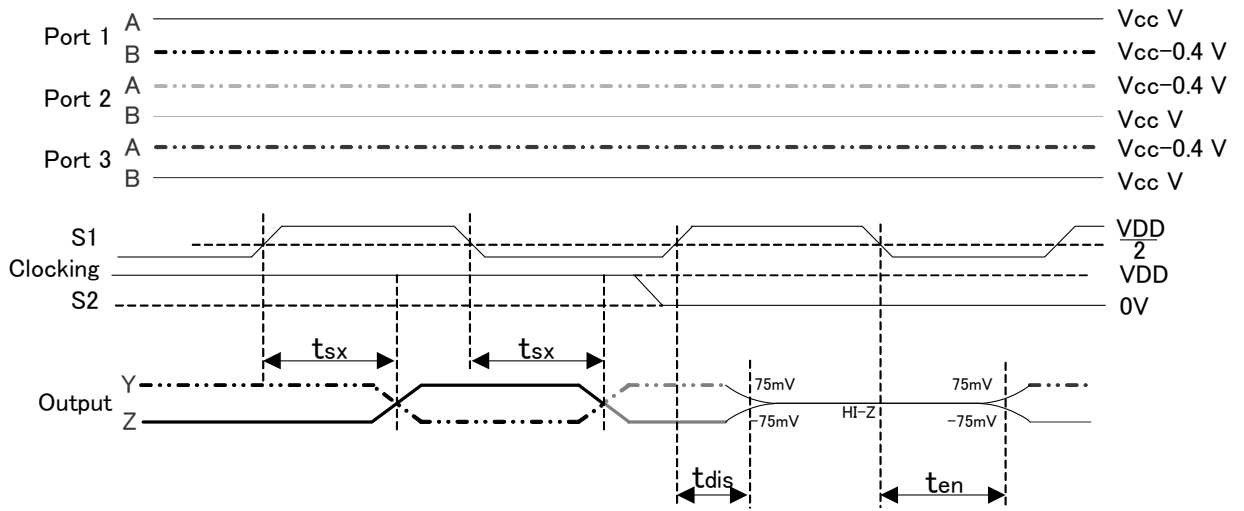 Port 1 A Vcc V
B Vcc-0.4 V
Port 2 A Vcc-0.4 V
B Vcc V
Port 3 A Vcc-0.4 V
B Vcc V
S1 VDD
2
Clocking VDD
S2 0V
tsx tsx
Output Y 75mV 75mV
HI-Z
Z -75mV -75mV
tdis ten